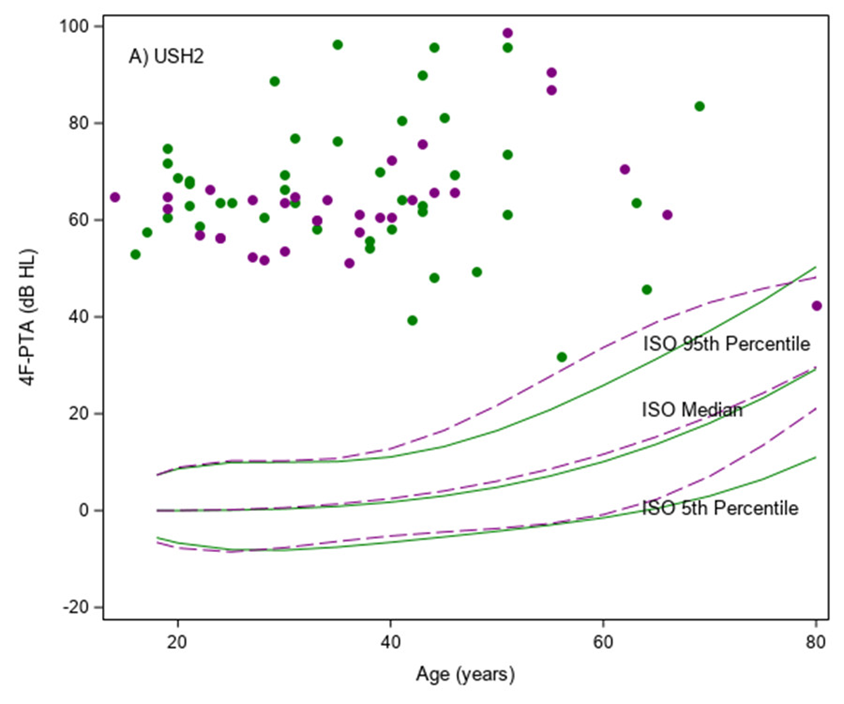 A) USH2
100
80
60
40
20
0
-20
4F-PTA (dB HL)
ISO 95th Percentile
ISO Median
ISO 5th Percentile
20 40 60 80
Age (years)